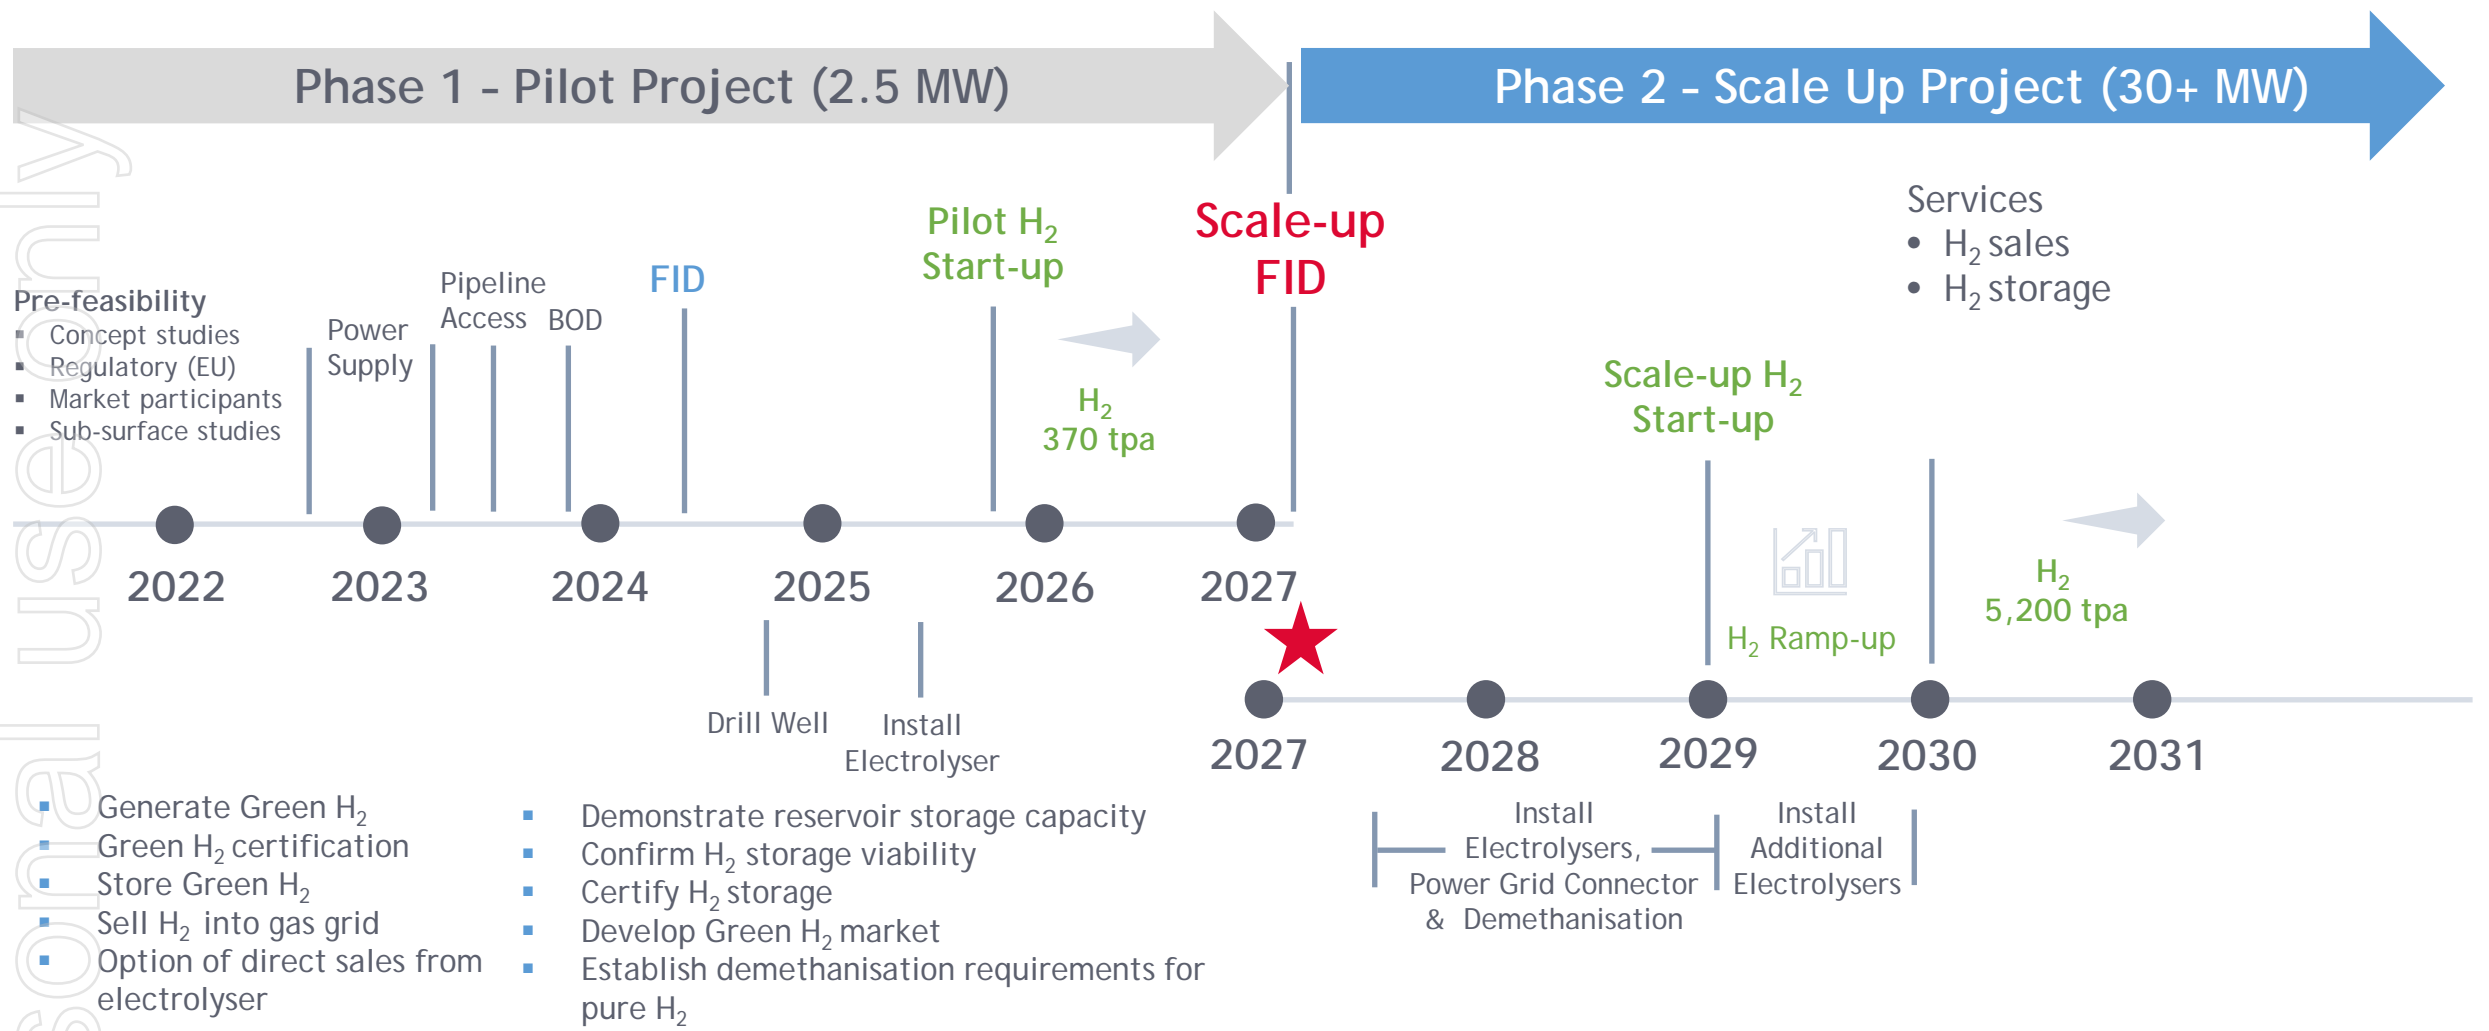 Phase 1 - Pilot Project (2.5 MW)
Phase 2 - Scale Up Project (30+ MW)
Services
• H₂ sales
• H₂ storage
Pilot H₂
Start-up
Scale-up
FID
Pre-feasibility
▪ Concept studies
▪ Regulatory (EU)
▪ Market participants
▪ Sub-surface studies
Power
Supply
Pipeline
Access
BOD
FID
H₂
370 tpa
Scale-up H₂
Start-up
2022
2023
2024
2025
2026
2027
H₂ Ramp-up
H₂
5,200 tpa
Drill Well
Install
Electrolyser
2027
2028
2029
2030
2031
Install
Electrolysers,
Power Grid Connector
& Demethanisation
Install
Additional
Electrolysers
▪ Generate Green H₂
▪ Green H₂ certification
▪ Store Green H₂
▪ Sell H₂ into gas grid
▪ Option of direct sales from
electrolyser
▪ Demonstrate reservoir storage capacity
▪ Confirm H₂ storage viability
▪ Certify H₂ storage
▪ Develop Green H₂ market
▪ Establish demethanisation requirements for
pure H₂
sonal use only